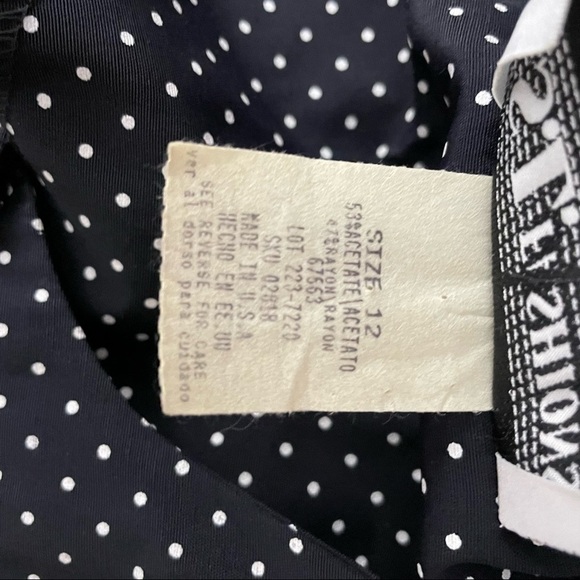 SIZE 12
53%ACETATE\ACETATO
47%RAYON\RAYON
67663
LOT 223-7220
SKU 02868
MADE IN U.S.A
HECHO EN EE.UU
SEE REVERSE FOR CARE
ver al dorso para cuidado